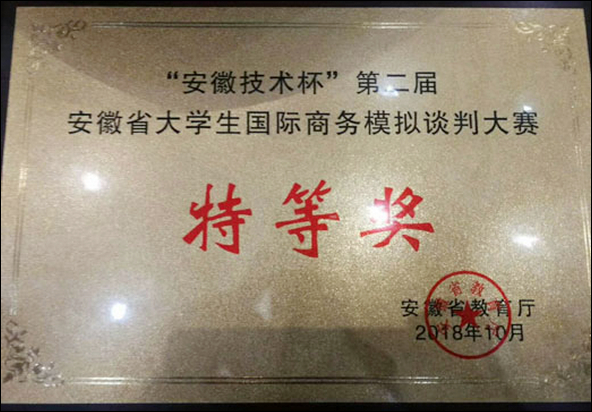 “安徽技术杯”第二届
安徽省大学生国际商务模拟谈判大赛
特等奖
安徽省教育厅
2018年10月